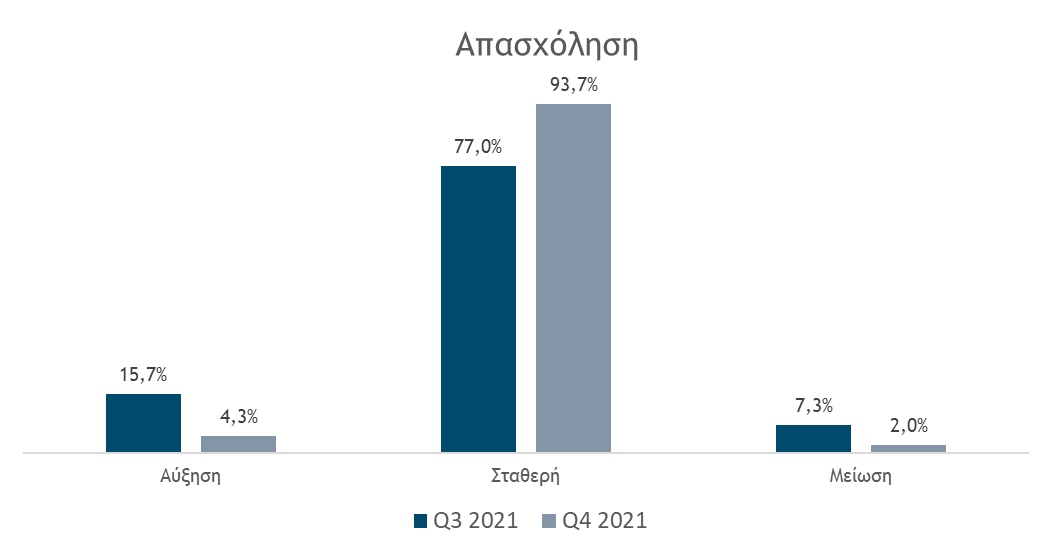 Απασχόληση
93,7%
77,0%
15,7%
4,3%
7,3%
2,0%
Αύξηση
Σταθερή
Μείωση
Q3 2021
Q4 2021